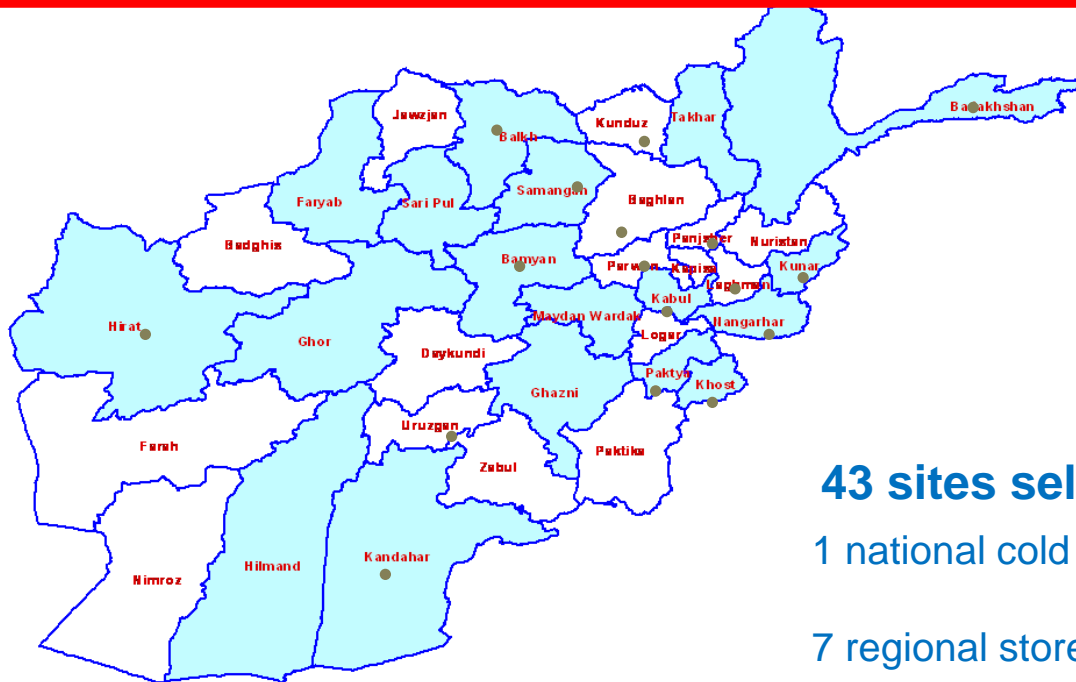 Jawzjan
Balkh
Kunduz
Takhar
Badakhshan
Faryab
Sari Pul
Samangan
Baghlan
Badghis
Bamyan
Parwan
Panjsher
Kapisa
Nuristan
Laghman
Kunar
Hirat
Ghor
Maydan Wardak
Kabul
Nangarhar
Logar
Daykundi
Ghazni
Paktya
Khost
Uruzgan
Farah
Zabul
Paktika
Nimroz
Hilmand
Kandahar
43 sites sel
1 national cold
7 regional store